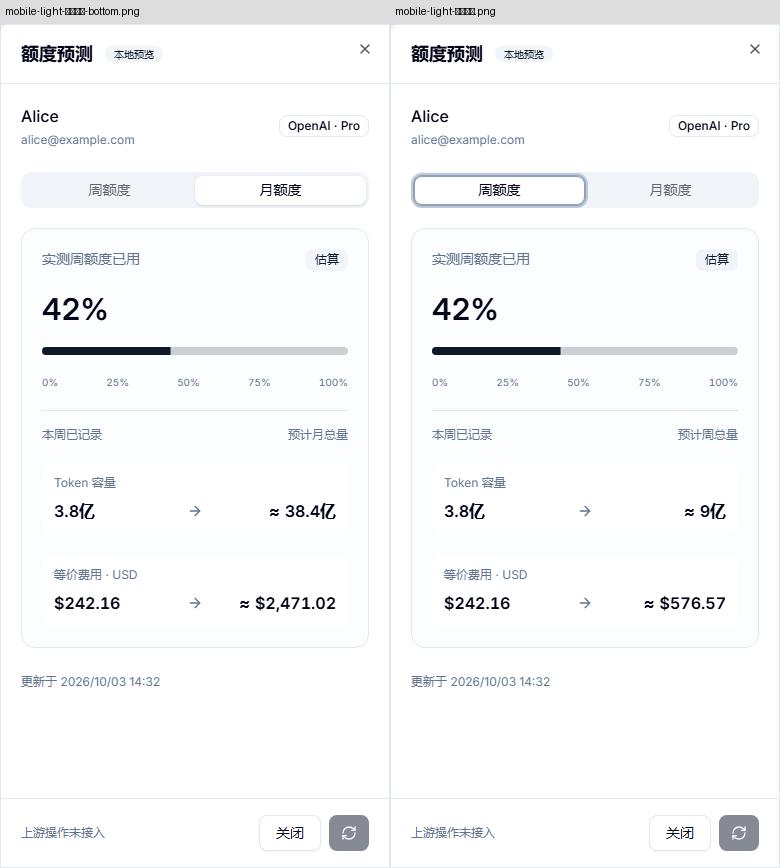 mobile-light-
-bottom.png
额度预测
本地预览
Alice
alice@example.com
OpenAI · Pro
周额度
月额度
实测周额度已用
估算
42%
0% 25% 50% 75% 100%
本周已记录
预计月总量
Token 容量
3.8亿 → ≈ 38.4亿
等价费用 · USD
$242.16 → ≈ $2,471.02
更新于 2026/10/03 14:32
上游操作未接入
关闭
mobile-light-
.png
额度预测
本地预览
Alice
alice@example.com
OpenAI · Pro
周额度
月额度
实测周额度已用
估算
42%
0% 25% 50% 75% 100%
本周已记录
预计周总量
Token 容量
3.8亿 → ≈ 9亿
等价费用 · USD
$242.16 → ≈ $576.57
更新于 2026/10/03 14:32
上游操作未接入
关闭